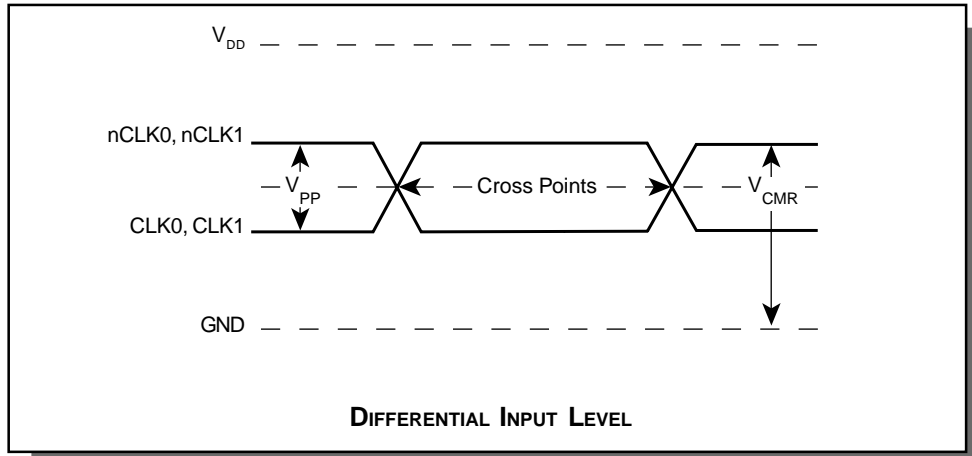 VDD
nCLK0, nCLK1
VPP
Cross Points
VCMR
CLK0, CLK1
GND
DIFFERENTIAL INPUT LEVEL